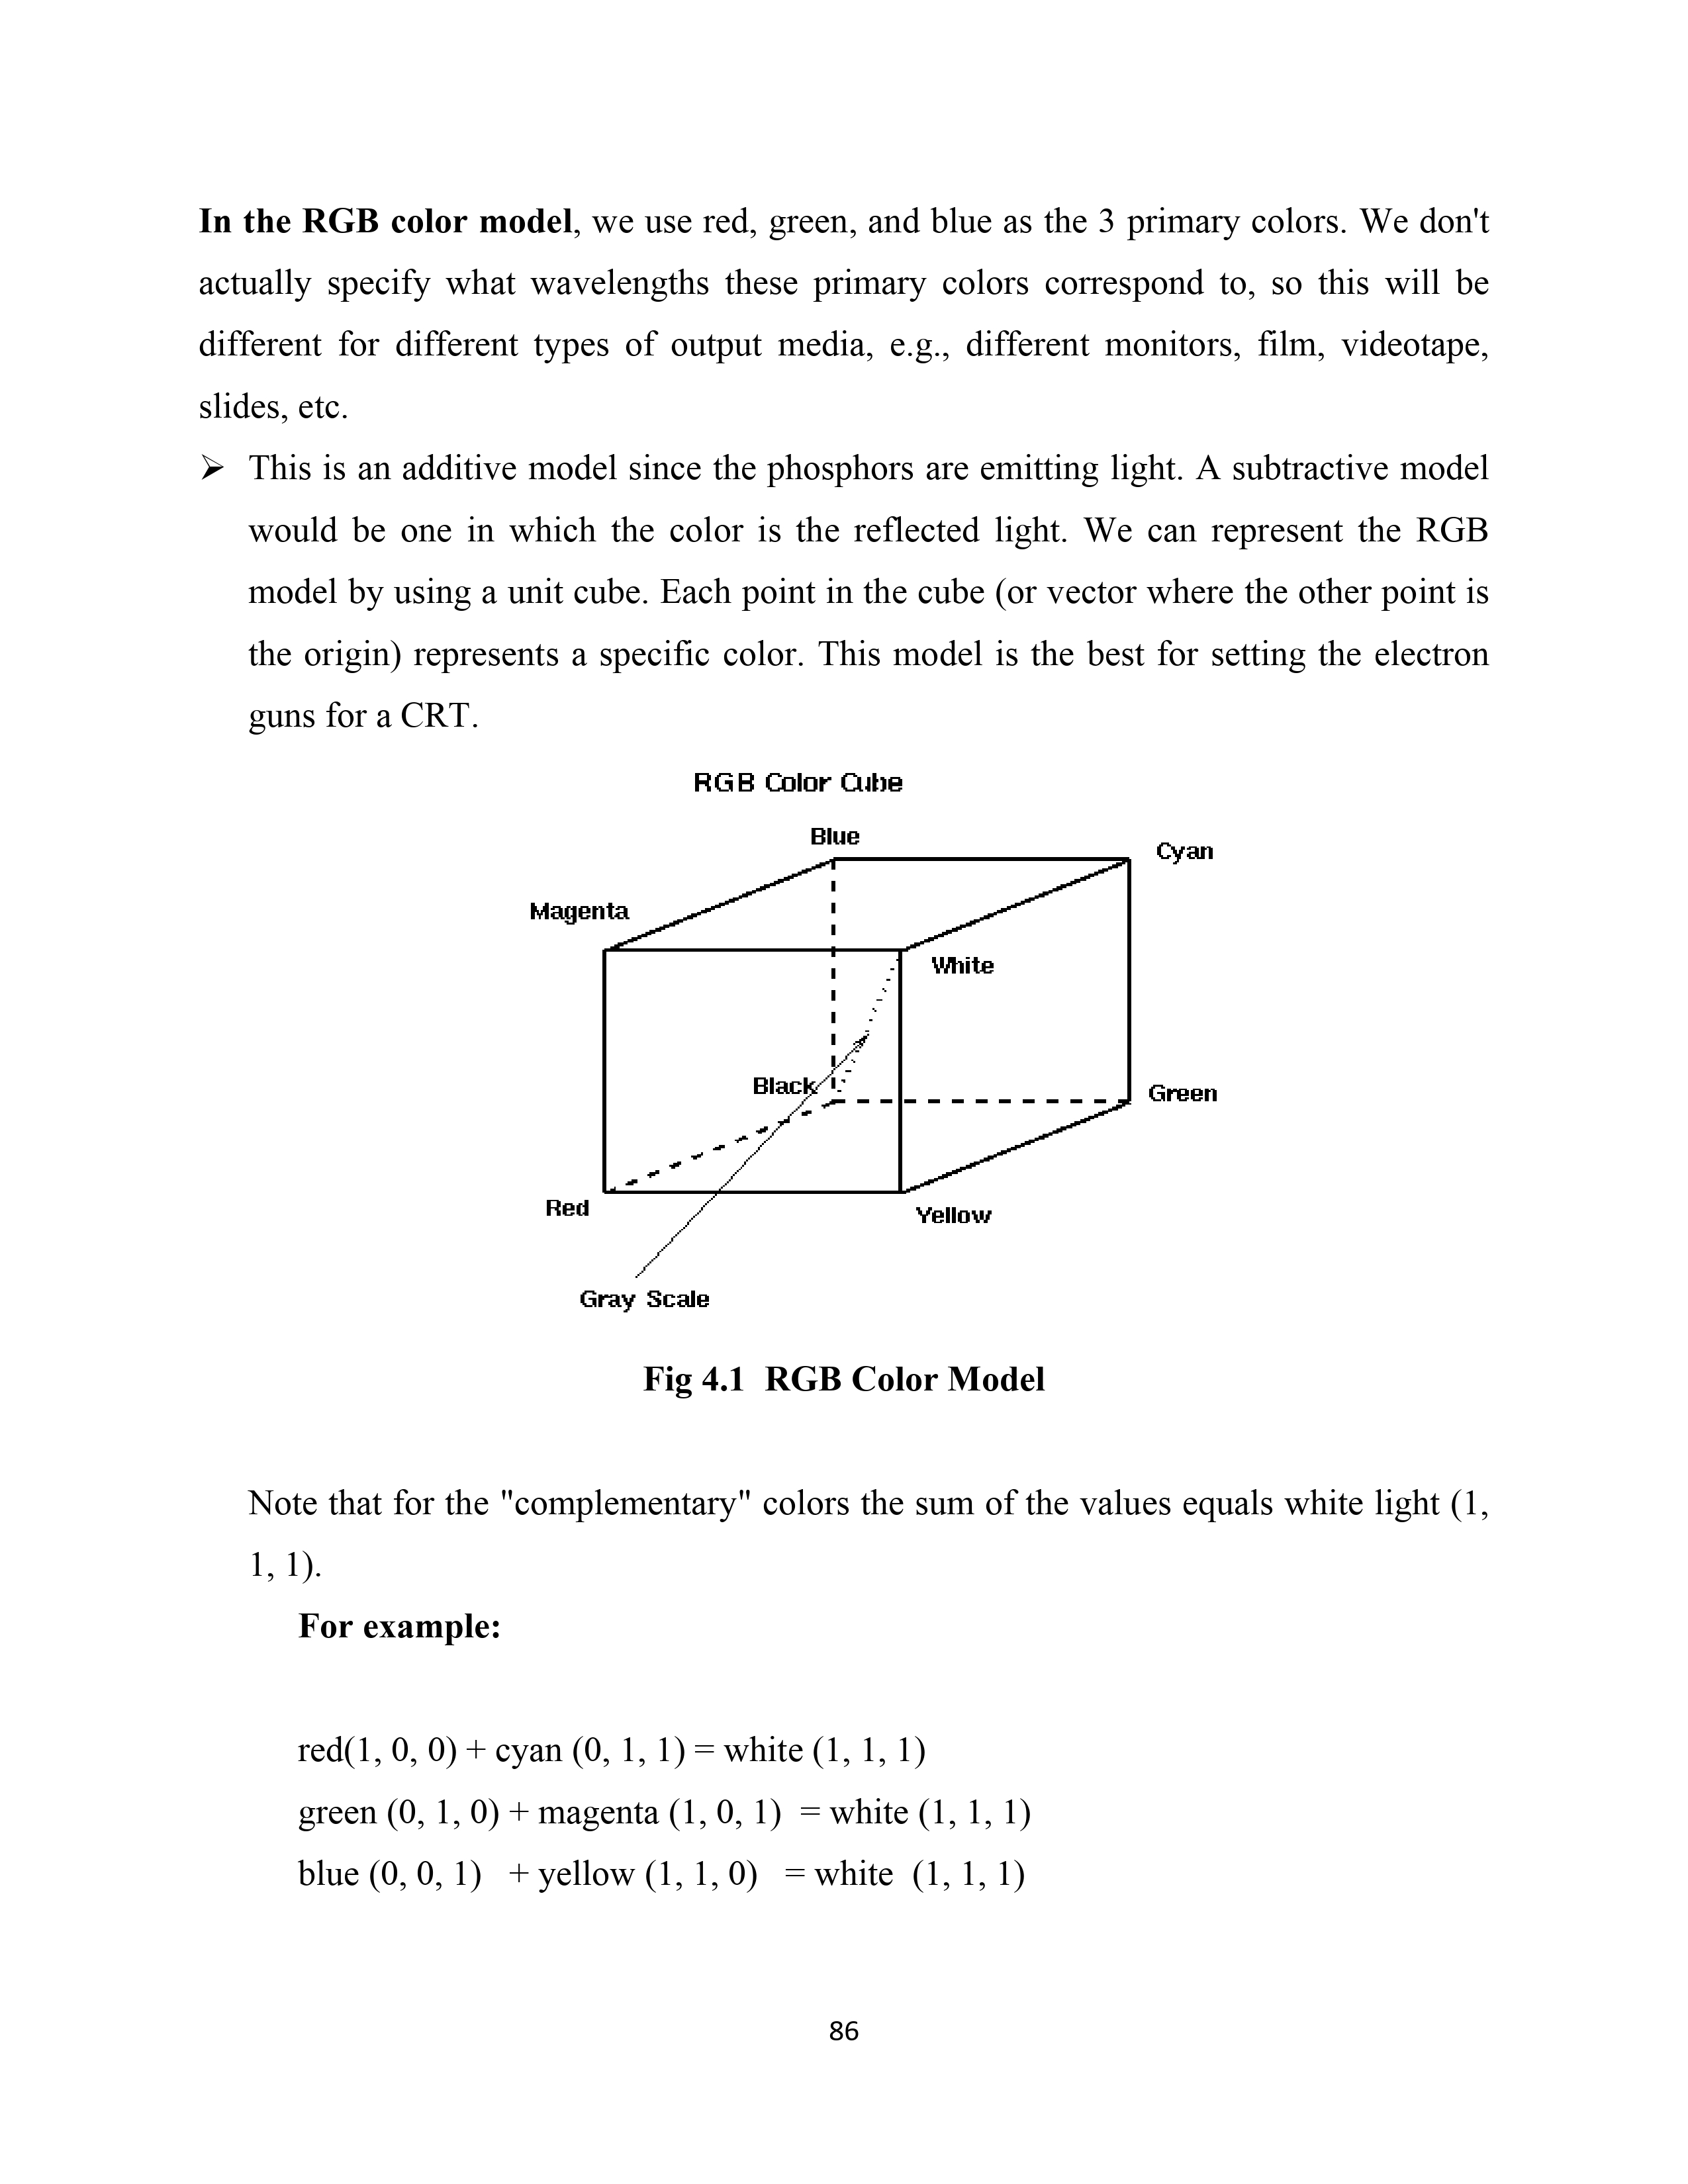 In the RGB color model, we use red, green, and blue as the 3 primary colors. We don't
actually specify what wavelengths these primary colors correspond to, so this will be
different for different types of output media, e.g., different monitors, film, videotape,
slides, etc.
➢ This is an additive model since the phosphors are emitting light. A subtractive model
would be one in which the color is the reflected light. We can represent the RGB
model by using a unit cube. Each point in the cube (or vector where the other point is
the origin) represents a specific color. This model is the best for setting the electron
guns for a CRT.
RGB Color Cube
Blue
Cyan
Magenta
White
Black
Green
Red
Yellow
Gray Scale
Fig 4.1 RGB Color Model
Note that for the "complementary" colors the sum of the values equals white light (1,
1, 1).
For example:
red(1, 0, 0) + cyan (0, 1, 1) = white (1, 1, 1)
green (0, 1, 0) + magenta (1, 0, 1) = white (1, 1, 1)
blue (0, 0, 1) + yellow (1, 1, 0) = white (1, 1, 1)
86